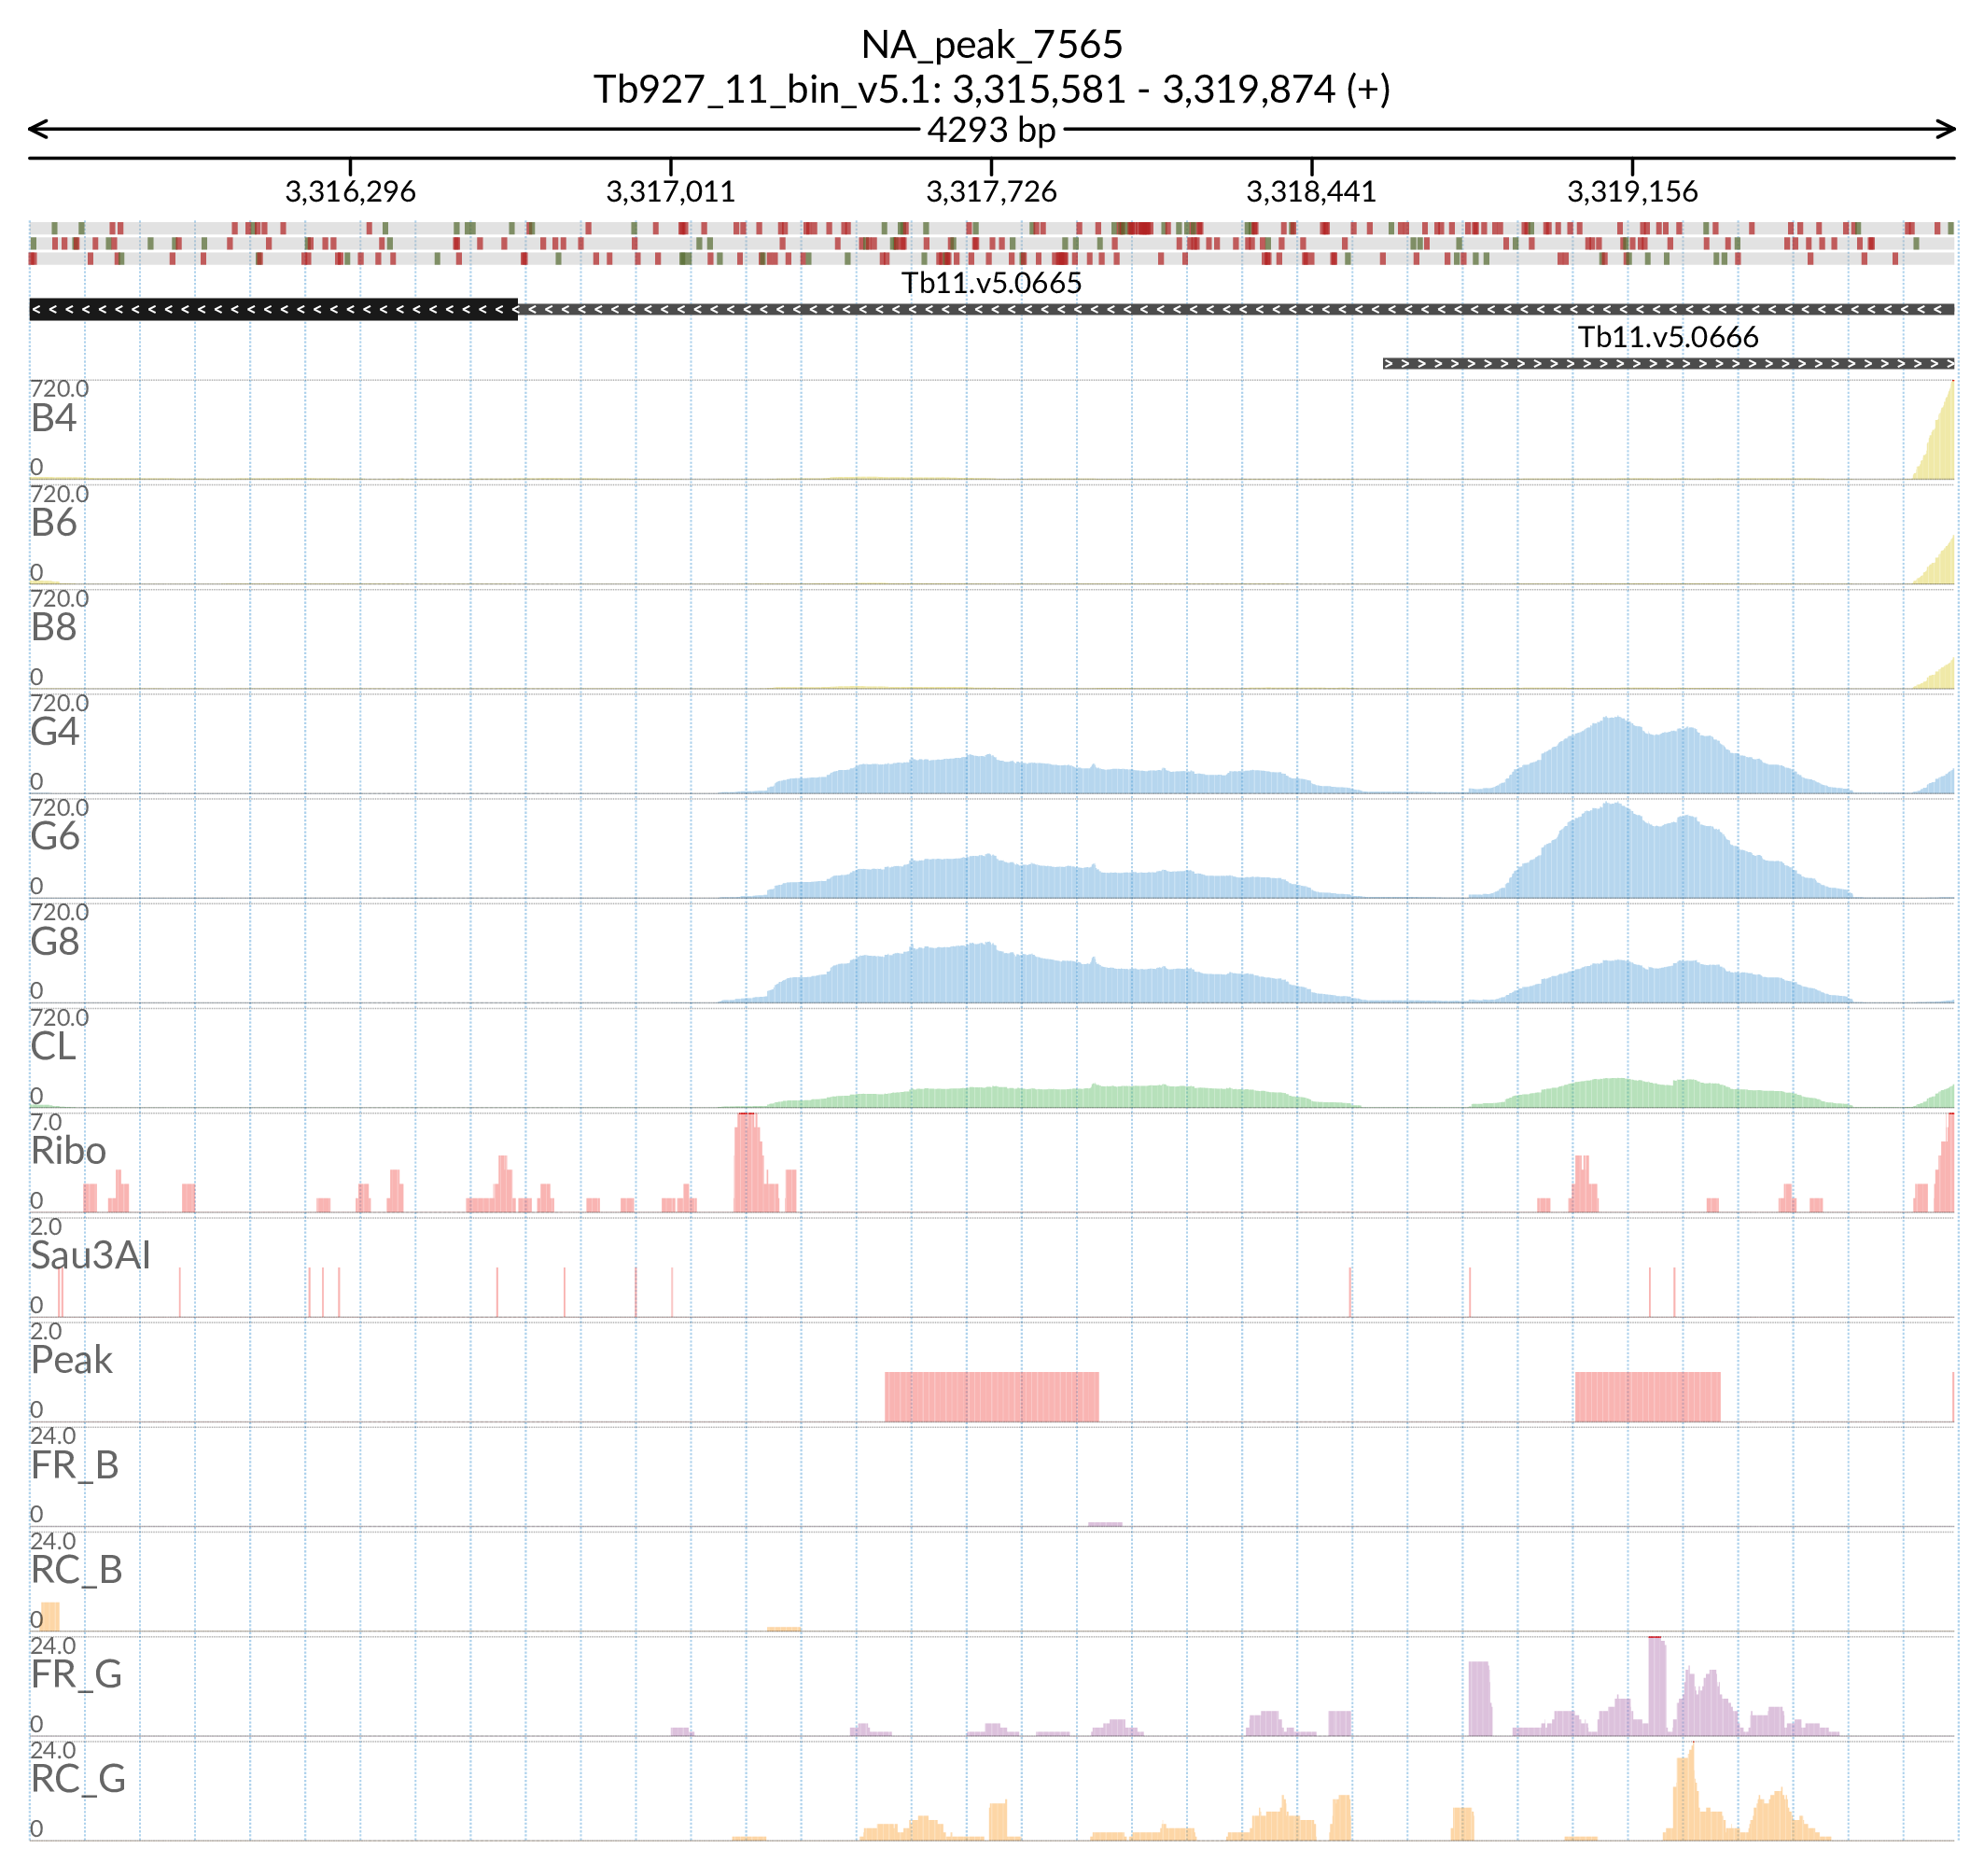 NA_peak_7565
Tb927_11_bin_v5.1: 3,315,581 - 3,319,874 (+)
4293 bp
3,316,296 3,317,011 3,317,726 3,318,441 3,319,156
Tb11.v5.0665
Tb11.v5.0666
720.0
B4
0
720.0
B6
0
720.0
B8
0
720.0
G4
0
720.0
G6
0
720.0
G8
0
720.0
CL
0
7.0
Ribo
0
2.0
Sau3AI
0
2.0
Peak
0
24.0
FR_B
0
24.0
RC_B
0
24.0
FR_G
0
24.0
RC_G
0